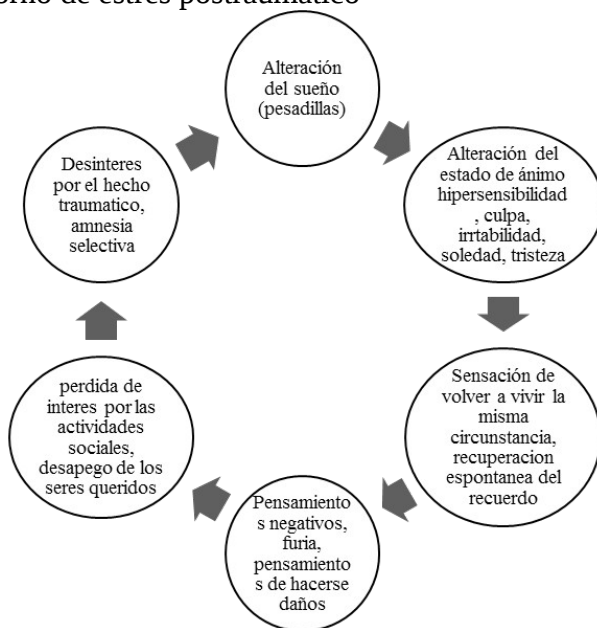 orno de estrés postraumático
Alteración
del sueño
(pesadillas)
Alteración del
estado de ánimo
hipersensibilidad
, culpa,
irrtabilidad,
soledad, tristeza
Sensación de
volver a vivir la
misma
circunstancia,
recuperacion
espontanea del
recuerdo
Pensamiento
s negativos,
furia,
pensamiento
s de hacerse
daños
perdida de
interes por las
actividades
sociales,
desapego de los
seres queridos
Desinteres
por el hecho
traumatico,
amnesia
selectiva